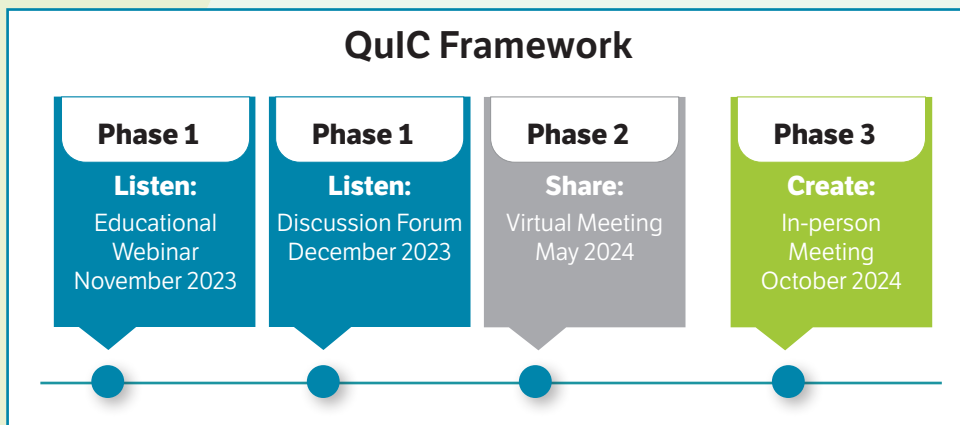 QuIC Framework
Phase 1
Listen:
Educational
Webinar
November 2023
Phase 1
Listen:
Discussion Forum
December 2023
Phase 2
Share:
Virtual Meeting
May 2024
Phase 3
Create:
In-person
Meeting
October 2024